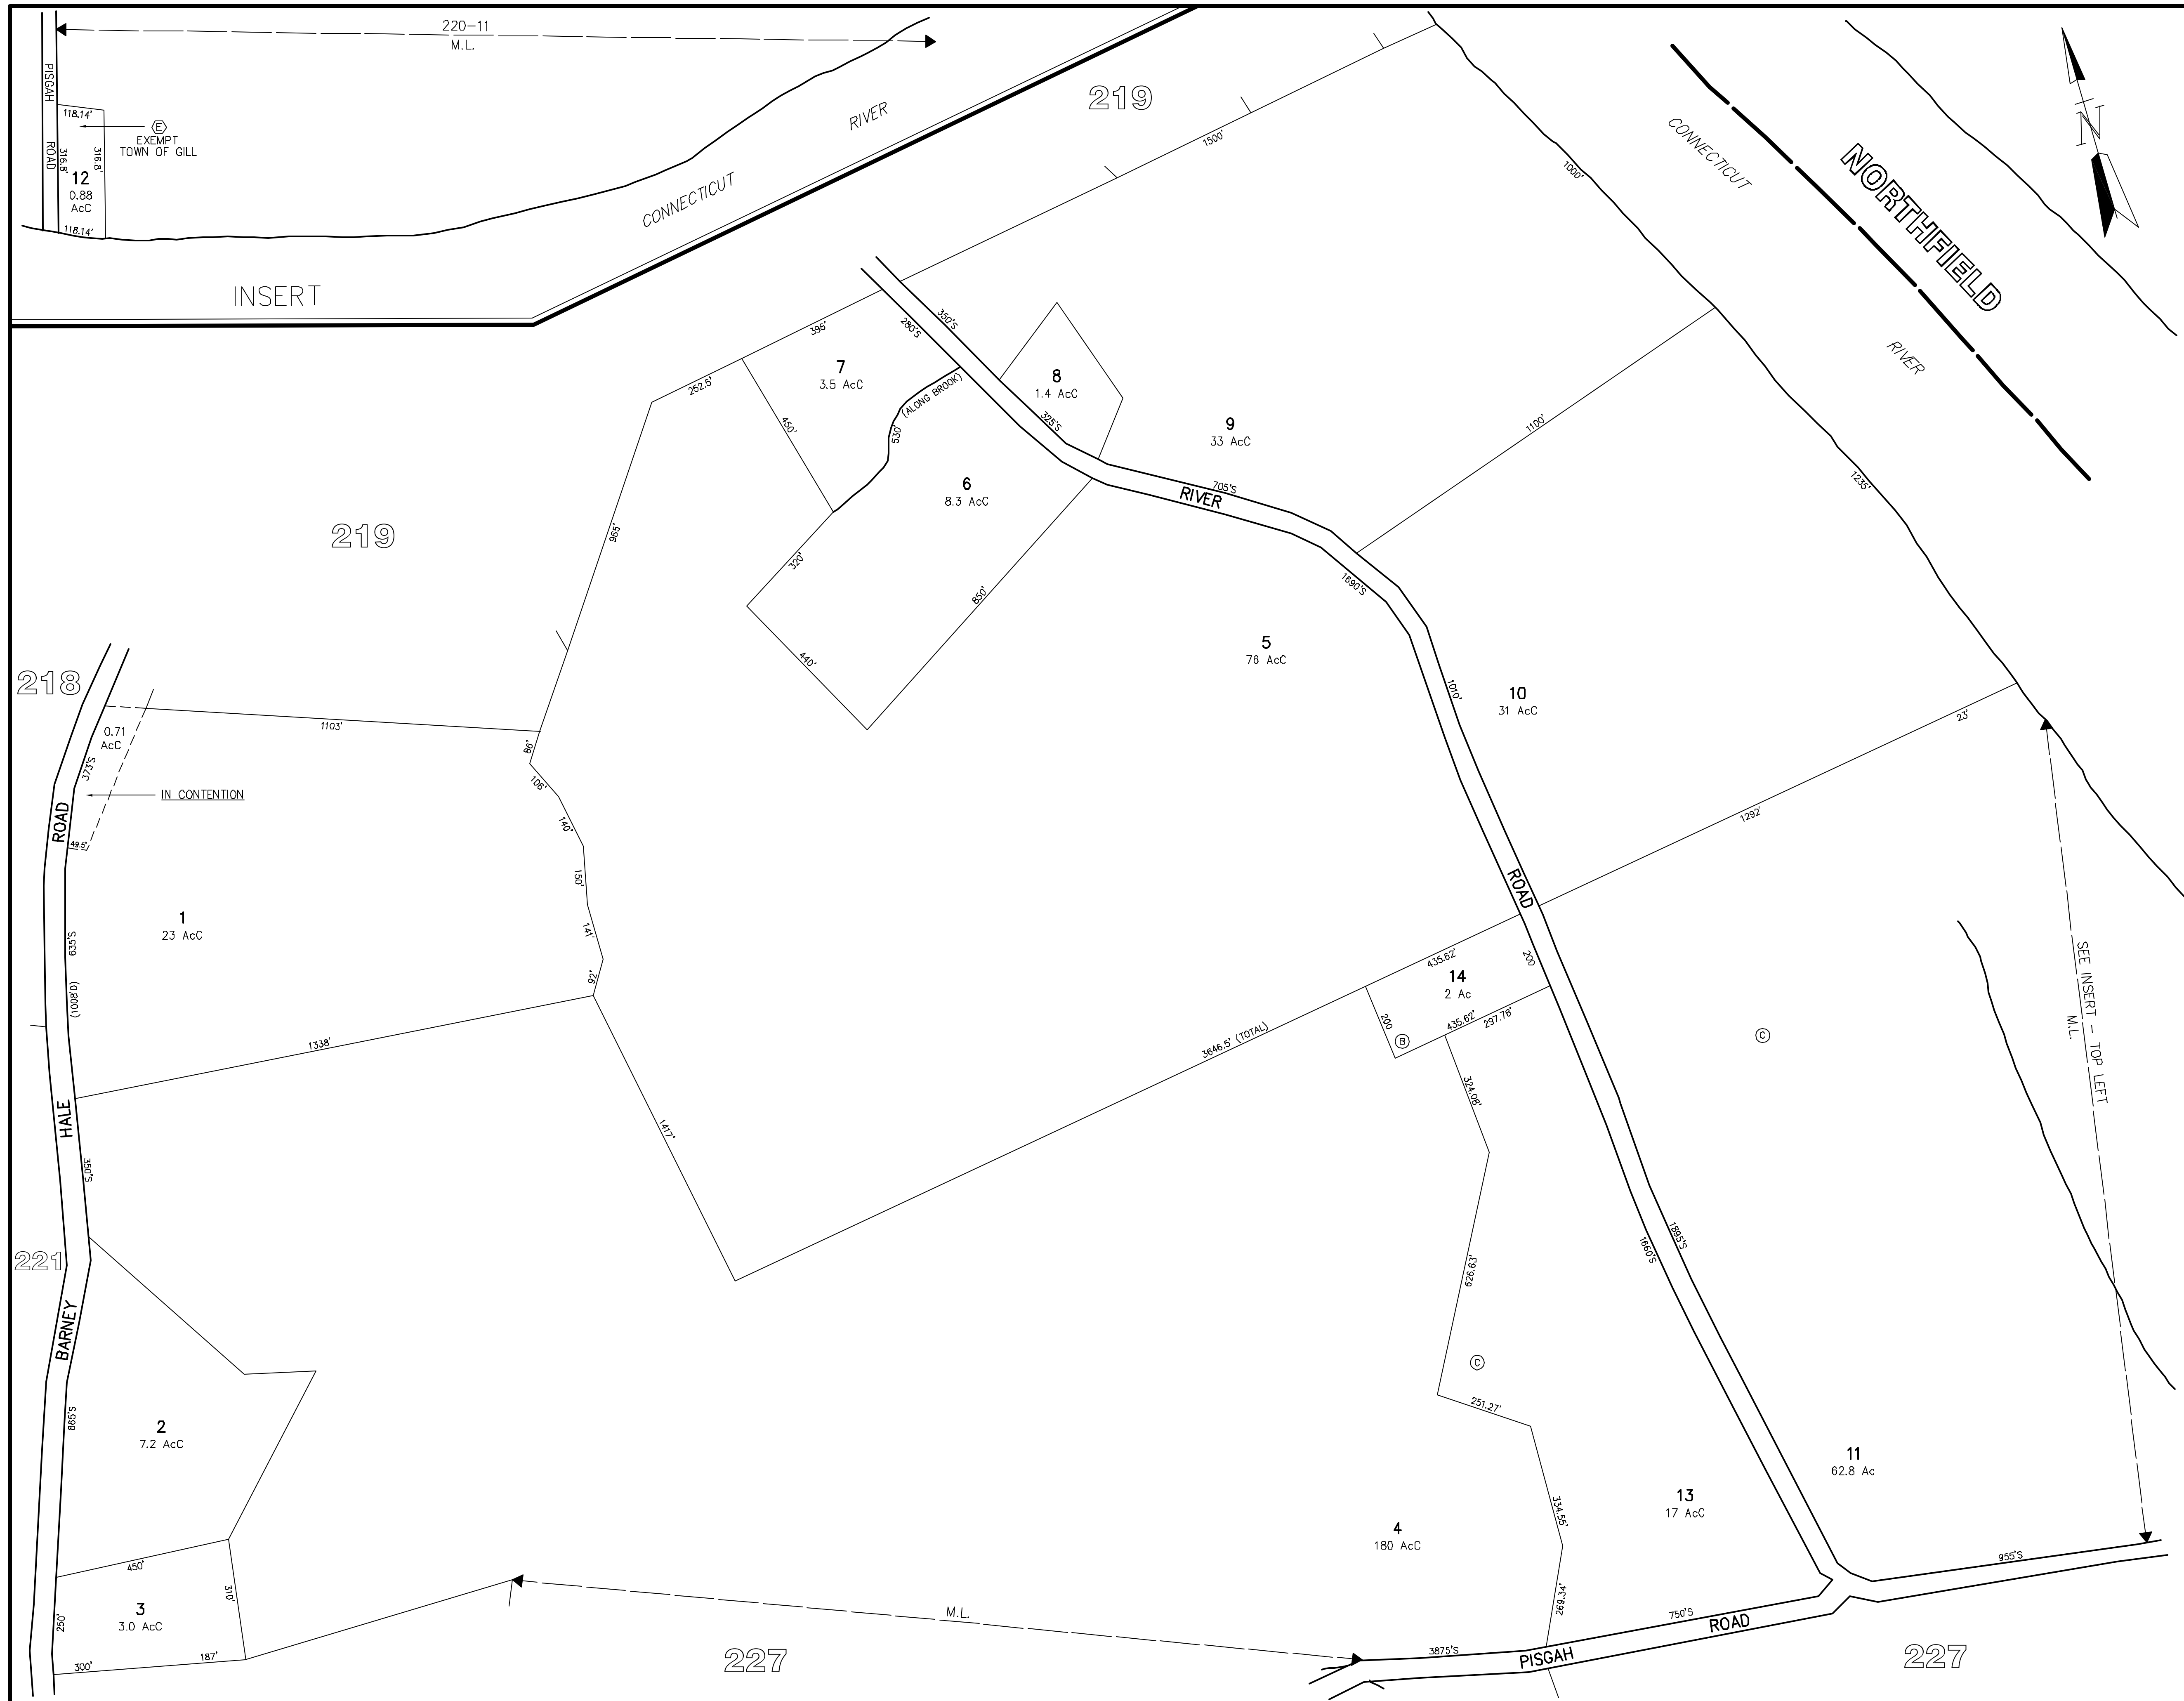 220-11
M.L.
PISGAH
ROAD
118.14'
316.8'
316.8'
E
EXEMPT
TOWN OF GILL
12
0.88
AcC
118.14'
INSERT
CONNECTICUT
RIVER
219
1500'
1000'
CONNECTICUT
RIVER
NORTHFIELD
N
350'S
280'S
396'
252.5'
7
3.5 AcC
450'
(ALONG BROOK)
530'
8
1.4 AcC
325'S
9
33 AcC
1100'
1235'
6
8.3 AcC
705'S
RIVER
219
965'
320'
850'
440'
1690'S
5
76 AcC
1010'
10
31 AcC
23'
1292'
218
0.71
AcC
373'S
IN CONTENTION
49.5'
1103'
86'
106'
140'
150'
141'
92'
ROAD
1
23 AcC
635'S
(1008'D)
1338'
HALE
350'S
1417'
3646.5' (TOTAL)
ROAD
435.62'
200
14
2 Ac
200
B
435.62'
297.78'
C
SEE INSERT - TOP LEFT
M.L.
324.08'
626.63'
1660'S
1895'S
C
251.27'
221
BARNEY
865'S
2
7.2 AcC
450'
310'
3
3.0 AcC
250'
300'
187'
M.L.
227
4
180 AcC
334.55'
269.34'
13
17 AcC
11
62.8 Ac
955'S
750'S
3875'S
PISGAH
ROAD
227